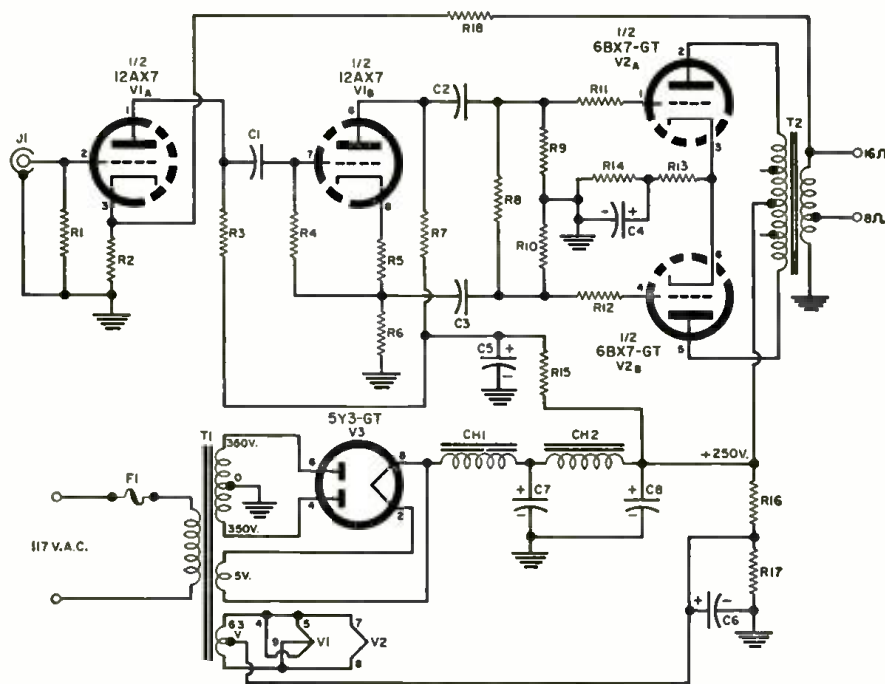 R18
1/2
12AX7
V1A
1/2
12AX7
V1B
1/2
6BX7-GT
V2A
J1
1
2
3
R1
R2
R3
C1
6
7
8
R4
R5
R6
R7
C2
C3
R8
R9
R10
R11
R12
R14
R13
- +
C4
2
1
3
6
4
5
1/2
6BX7-GT
V2B
T2
16Ω
8Ω
C5
+
-
R15
5Y3-GT
V3
T1
360V.
O
350V.
6
4
8
2
CH1
CH2
+250V.
+
-
C7
+
-
C8
R16
R17
+ -
C6
F1
117 V.A.C.
5V.
6.3
V
4
5
9
V1
7
8
V2